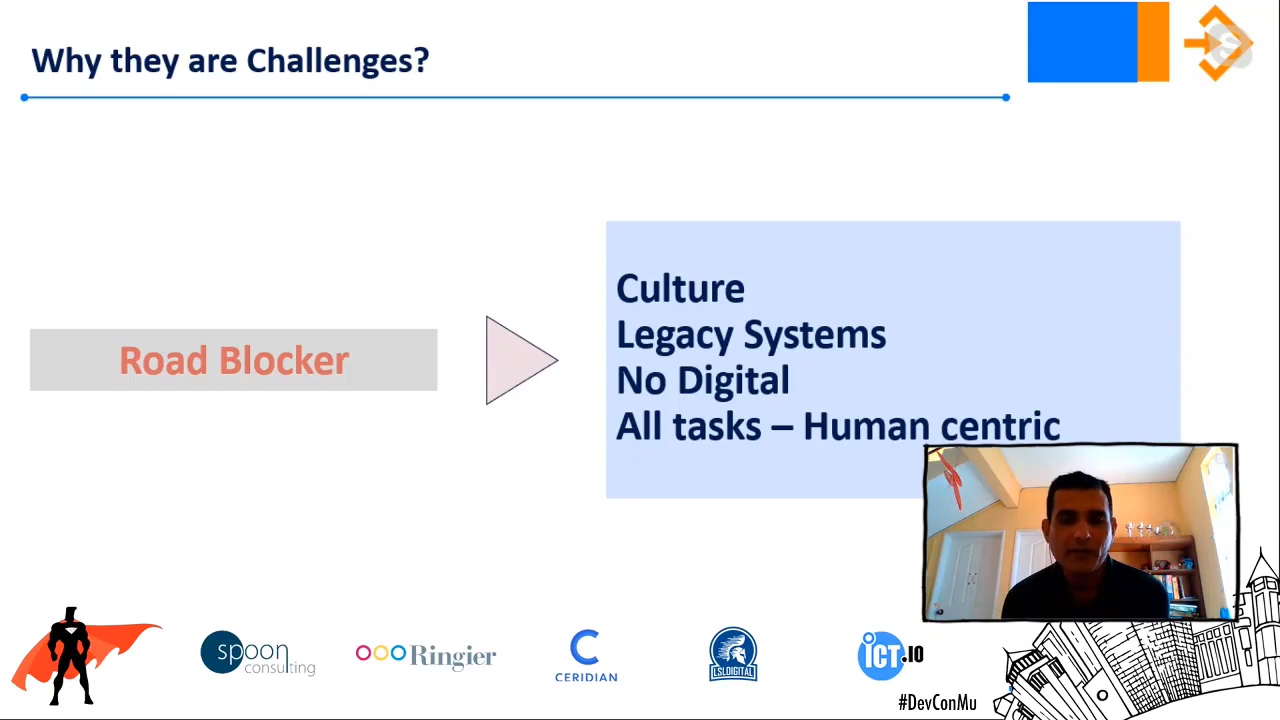 Why they are Challenges?
Road Blocker
Culture
Legacy Systems
No Digital
All tasks – Human centric
spoon
consulting
Ringier
CERIDIAN
LSLDIGITAL
ICT.IO
#DevConMu